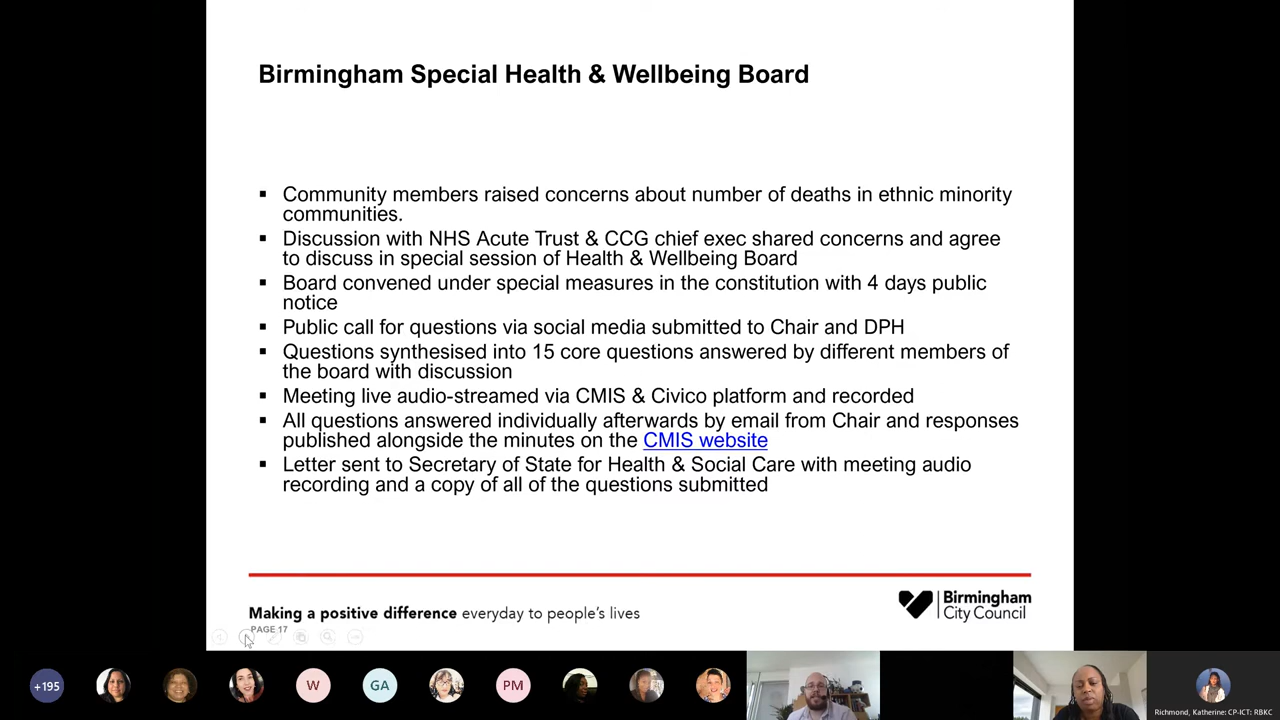 Birmingham Special Health & Wellbeing Board
▪ Community members raised concerns about number of deaths in ethnic minority
communities.
▪ Discussion with NHS Acute Trust & CCG chief exec shared concerns and agree
to discuss in special session of Health & Wellbeing Board
▪ Board convened under special measures in the constitution with 4 days public
notice
▪ Public call for questions via social media submitted to Chair and DPH
▪ Questions synthesised into 15 core questions answered by different members of
the board with discussion
▪ Meeting live audio-streamed via CMIS & Civico platform and recorded
▪ All questions answered individually afterwards by email from Chair and responses
published alongside the minutes on the CMIS website
▪ Letter sent to Secretary of State for Health & Social Care with meeting audio
recording and a copy of all of the questions submitted
Making a positive difference everyday to people's lives
PAGE 17
Birmingham
City Council
+195
W
GA
PM
Richmond, Katherine: CP-ICT: RBKC